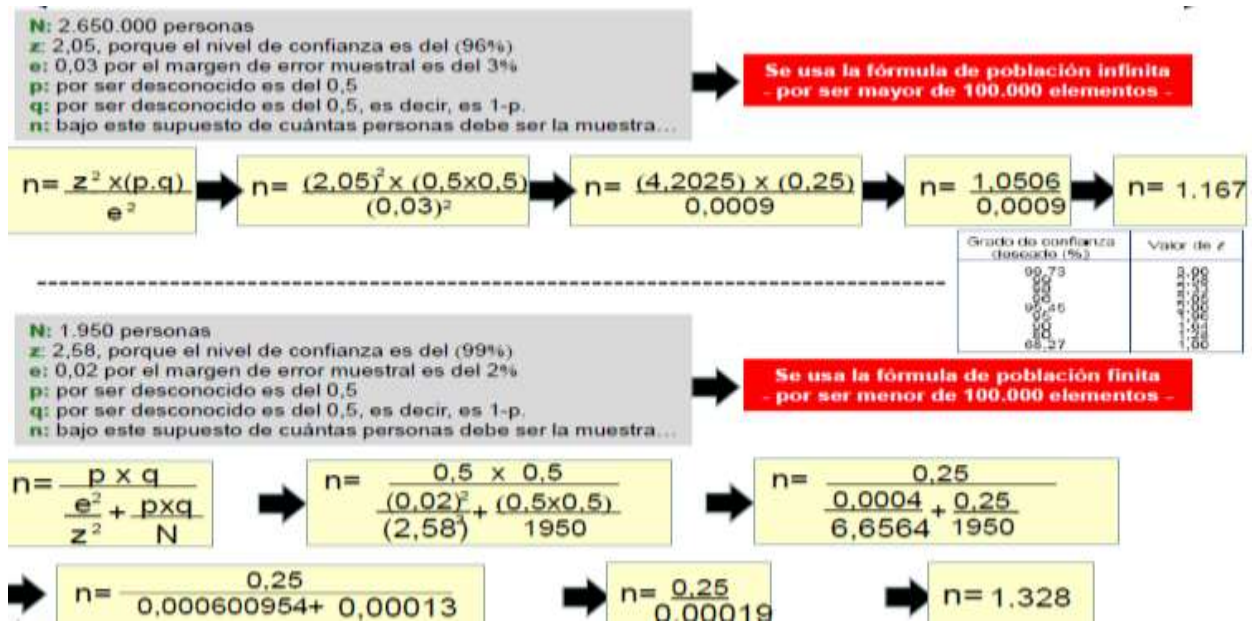 N: 2.650.000 personas
z: 2,05, porque el nivel de confianza es del (96%)
e: 0,03 por el margen de error muestral es del 3%
p: por ser desconocido es del 0,5
q: por ser desconocido es del 0,5, es decir, es 1-p.
n: bajo este supuesto de cuántas personas debe ser la muestra...
Se usa la fórmula de población infinita
- por ser mayor de 100.000 elementos -
n= z² x(p.q) / e²
n= (2,05)² x (0,5x0,5) / (0,03)²
n= (4,2025) x (0,25) / 0,0009
n= 1,0506 / 0,0009
n= 1.167
Grado de confianza deseado (%)
Valor de z
99,73
95,45
68,27 1,00
N: 1.950 personas
z: 2,58, porque el nivel de confianza es del (99%)
e: 0,02 por el margen de error muestral es del 2%
p: por ser desconocido es del 0,5
q: por ser desconocido es del 0,5, es decir, es 1-p.
n: bajo este supuesto de cuántas personas debe ser la muestra...
Se usa la fórmula de población finita
- por ser menor de 100.000 elementos -
n= p x q / (e² / z² + pxq / N)
n= 0,5 x 0,5 / ((0,02)² / (2,58)² + (0,5x0,5) / 1950)
n= 0,25 / (0,0004 / 6,6564 + 0,25 / 1950)
n= 0,25 / (0,000600954+ 0,00013)
n= 0,25 / 0,00019
n= 1.328